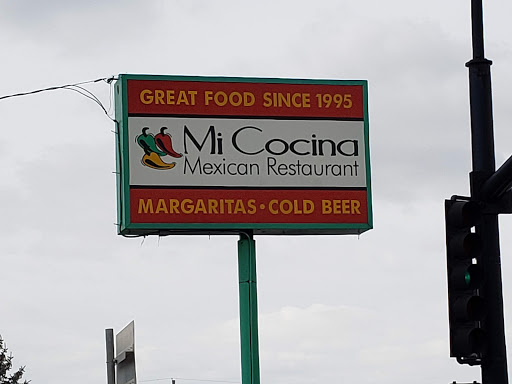 GREAT FOOD SINCE 1995
Mi Cocina
Mexican Restaurant
MARGARITAS • COLD BEER